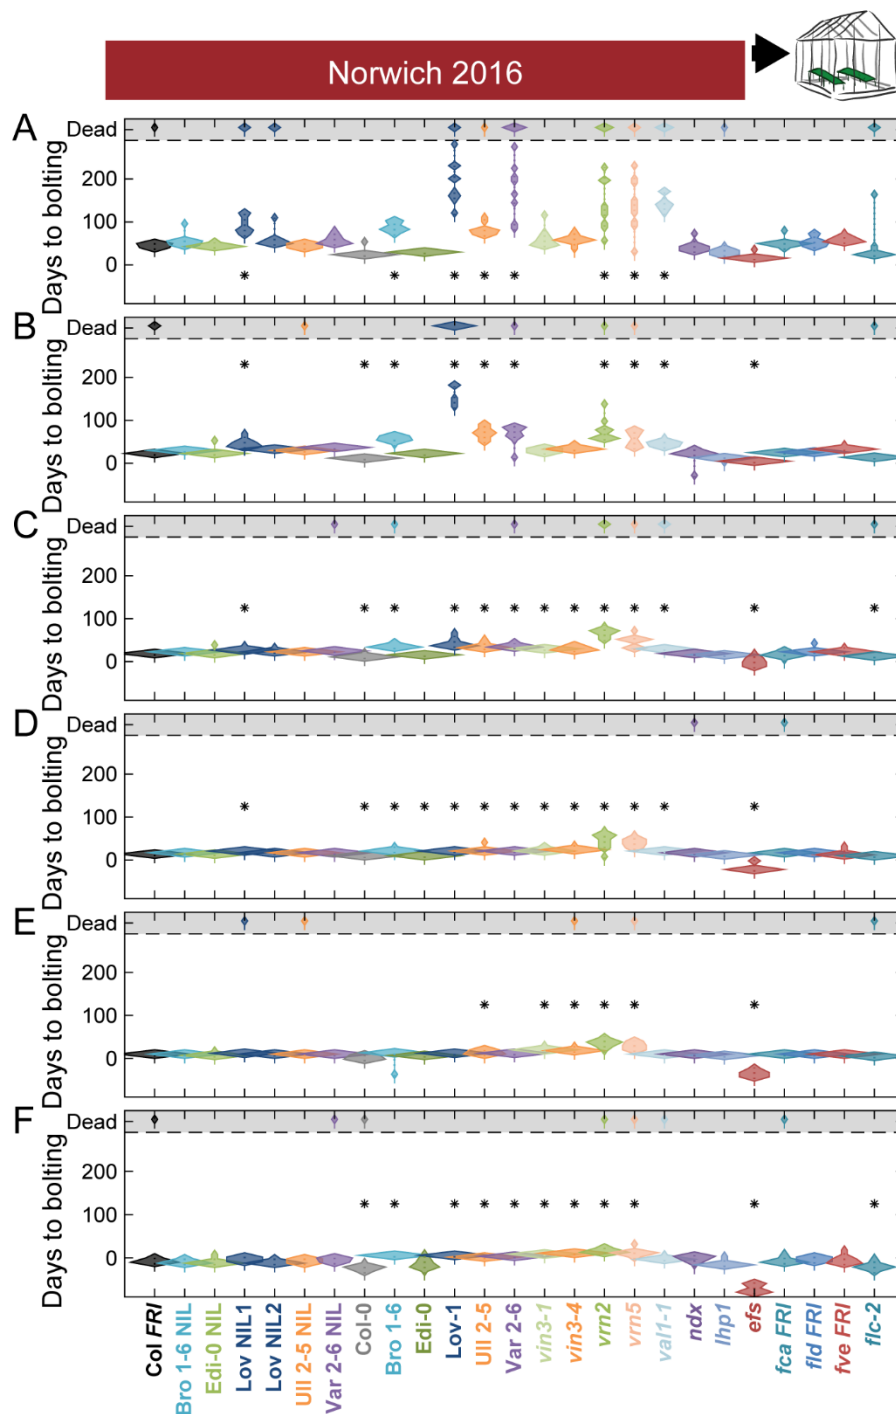 Norwich 2016
A
Dead
Days to bolting
200
100
0
* * * * * * * *
B
Dead
Days to bolting
200
100
0
* * * * * * * * * *
C
Dead
Days to bolting
200
100
0
* * * * * * * * * * * * *
D
Dead
Days to bolting
200
100
0
* * * * * * * * * * * * *
E
Dead
Days to bolting
200
100
0
* * * * * *
F
Dead
Days to bolting
200
100
0
* * * * * * * * * * *
Col FRI
Bro 1-6 NIL
Edi-0 NIL
Lov NIL1
Lov NIL2
Ull 2-5 NIL
Var 2-6 NIL
Col-0
Bro 1-6
Edi-0
Lov-1
Ull 2-5
Var 2-6
vin3-1
vin3-4
vrn2
vrn5
val1-1
ndx
lhp1
efs
fca FRI
fld FRI
fve FRI
flc-2